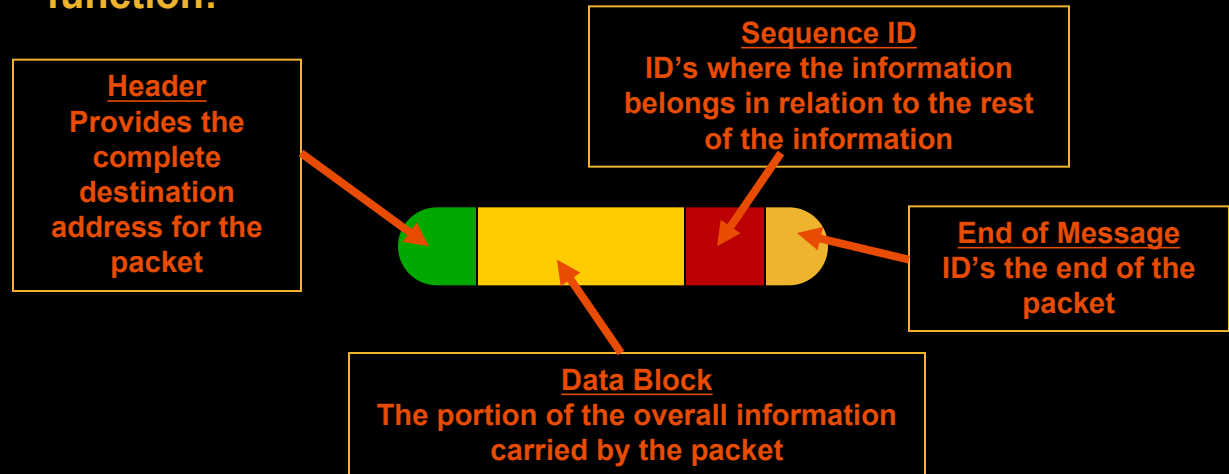 function:
Sequence ID
ID's where the information
belongs in relation to the rest
of the information
Header
Provides the
complete
destination
address for the
packet
End of Message
ID's the end of the
packet
Data Block
The portion of the overall information
carried by the packet